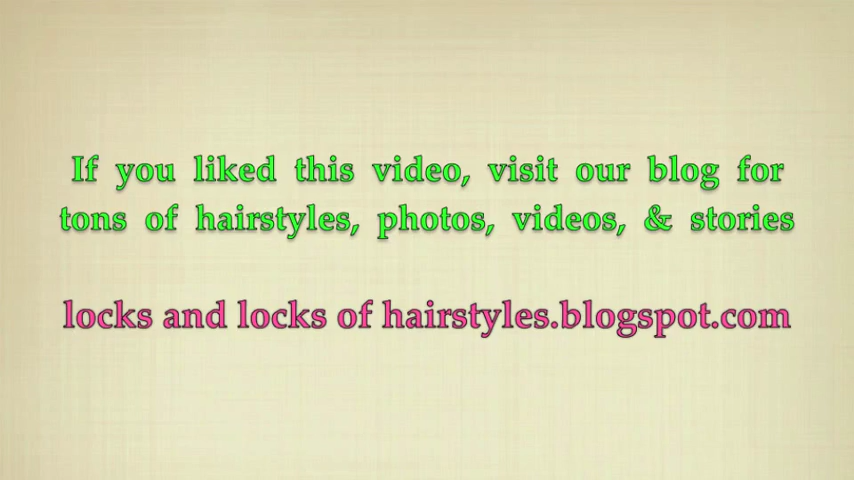 If you liked this video, visit our blog for
tons of hairstyles, photos, videos, & stories
locks and locks of hairstyles.blogspot.com